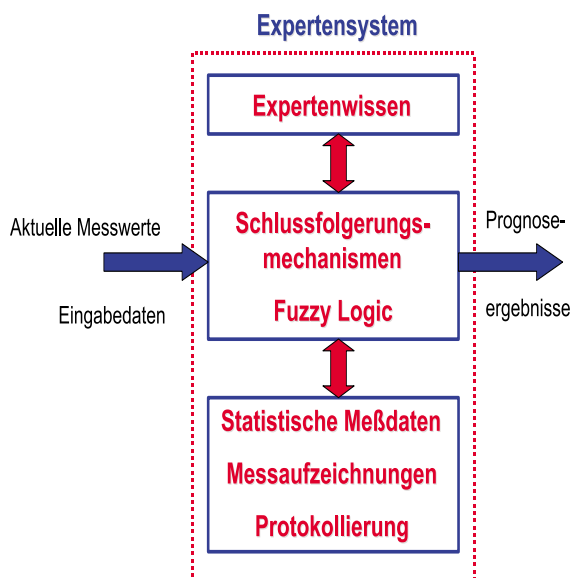 Expertensystem
Expertenwissen
Aktuelle Messwerte
Eingabedaten
Schlussfolgerungs-
mechanismen
Fuzzy Logic
Prognose-
ergebnisse
Statistische Meßdaten
Messaufzeichnungen
Protokollierung